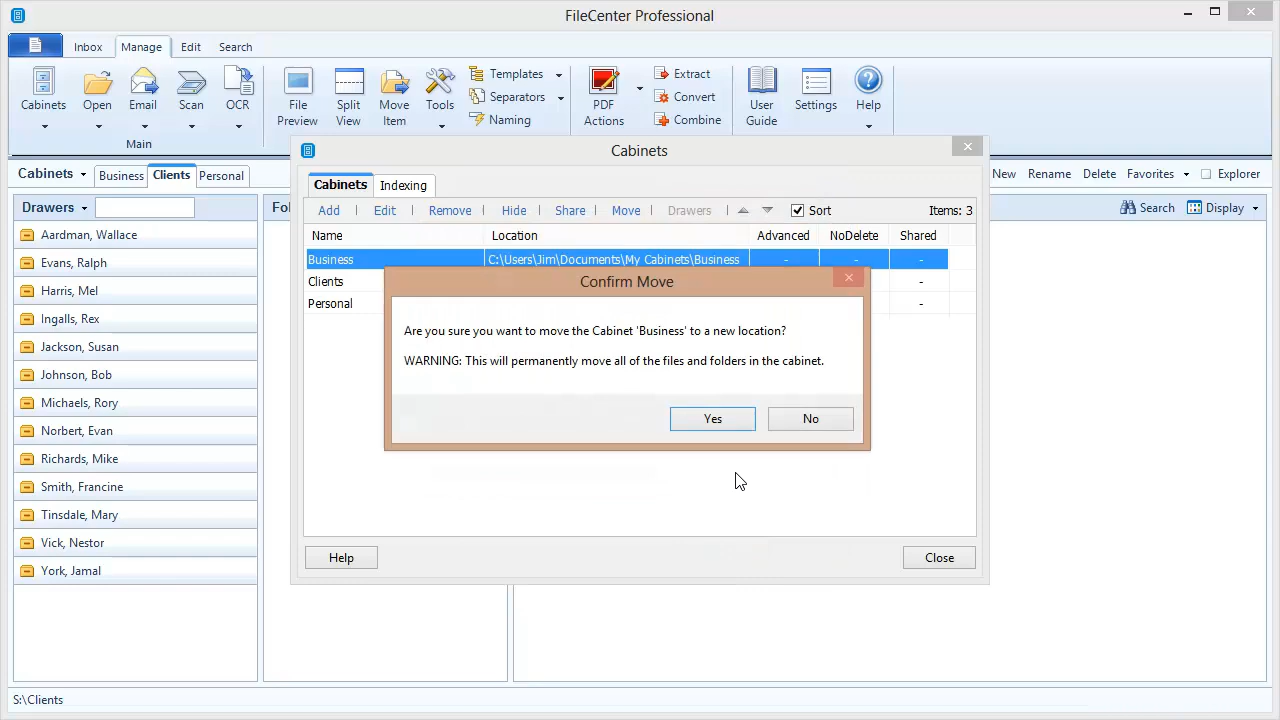 FileCenter Professional
Inbox Manage Edit Search
Cabinets Open Email Scan OCR
File Preview
Split View
Move Item
Tools
Templates
Separators
Naming
PDF Actions
Extract
Convert
Combine
User Guide
Settings
Help
Main
Cabinets Business Clients Personal
New Rename Delete Favorites Explorer
Drawers
Fol
Search Display
Aardman, Wallace
Evans, Ralph
Harris, Mel
Ingalls, Rex
Jackson, Susan
Johnson, Bob
Michaels, Rory
Norbert, Evan
Richards, Mike
Smith, Francine
Tinsdale, Mary
Vick, Nestor
York, Jamal
Cabinets
Cabinets Indexing
Add Edit Remove Hide Share Move Drawers Sort Items: 3
Name Location Advanced NoDelete Shared
Business C:\Users\Jim\Documents\My Cabinets\Business - - -
Clients -
Personal -
Confirm Move
Are you sure you want to move the Cabinet 'Business' to a new location?
WARNING: This will permanently move all of the files and folders in the cabinet.
Yes No
Help Close
S:\Clients